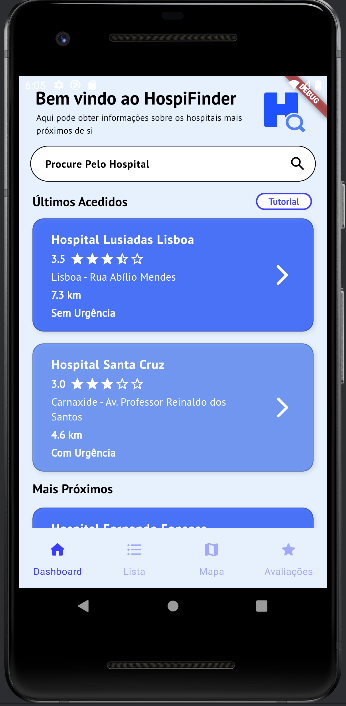 DEBUG
Bem vindo ao HospiFinder
Aqui pode obter informações sobre os hospitais mais
próximos de si
Procure Pelo Hospital
Últimos Acedidos
Tutorial
Hospital Lusiadas Lisboa
3.5
Lisboa - Rua Abílio Mendes
7.3 km
Sem Urgência
Hospital Santa Cruz
3.0
Carnaxide - Av. Professor Reinaldo dos
Santos
4.6 km
Com Urgência
Mais Próximos
Hospital Fernando Fonseca
Dashboard
Lista
Mapa
Avaliações